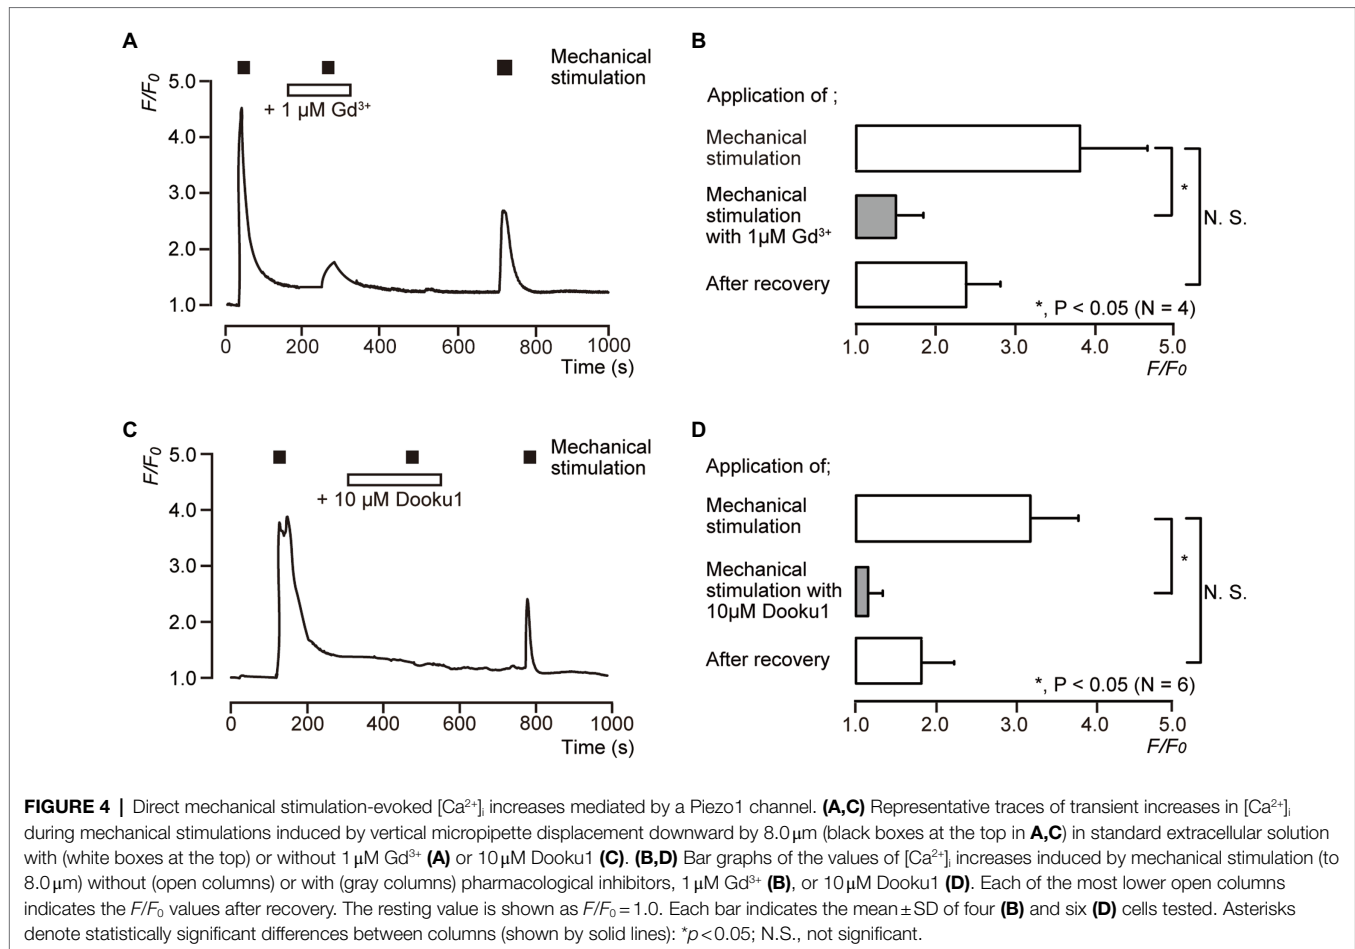 A
Mechanical
stimulation
F/F0
+ 1 µM Gd³⁺
5.0
4.0
3.0
2.0
1.0
0 200 400 600 800 1000
Time (s)
B
Application of ;
Mechanical
stimulation
Mechanical
stimulation
with 1µM Gd³⁺
After recovery
*
N. S.
*, P < 0.05 (N = 4)
1.0 2.0 3.0 4.0 5.0
F/F0
C
Mechanical
stimulation
F/F0
+ 10 µM Dooku1
5.0
4.0
3.0
2.0
1.0
0 200 400 600 800 1000
Time (s)
D
Application of;
Mechanical
stimulation
Mechanical
stimulation with
10µM Dooku1
After recovery
*
N. S.
*, P < 0.05 (N = 6)
1.0 2.0 3.0 4.0 5.0
F/F0
FIGURE 4 | Direct mechanical stimulation-evoked [Ca²⁺]ᵢ increases mediated by a Piezo1 channel. (A,C) Representative traces of transient increases in [Ca²⁺]ᵢ
during mechanical stimulations induced by vertical micropipette displacement downward by 8.0 µm (black boxes at the top in A,C) in standard extracellular solution
with (white boxes at the top) or without 1 µM Gd³⁺ (A) or 10 µM Dooku1 (C). (B,D) Bar graphs of the values of [Ca²⁺]ᵢ increases induced by mechanical stimulation (to
8.0 µm) without (open columns) or with (gray columns) pharmacological inhibitors, 1 µM Gd³⁺ (B), or 10 µM Dooku1 (D). Each of the most lower open columns
indicates the F/F₀ values after recovery. The resting value is shown as F/F₀ = 1.0. Each bar indicates the mean ± SD of four (B) and six (D) cells tested. Asterisks
denote statistically significant differences between columns (shown by solid lines): *p < 0.05; N.S., not significant.